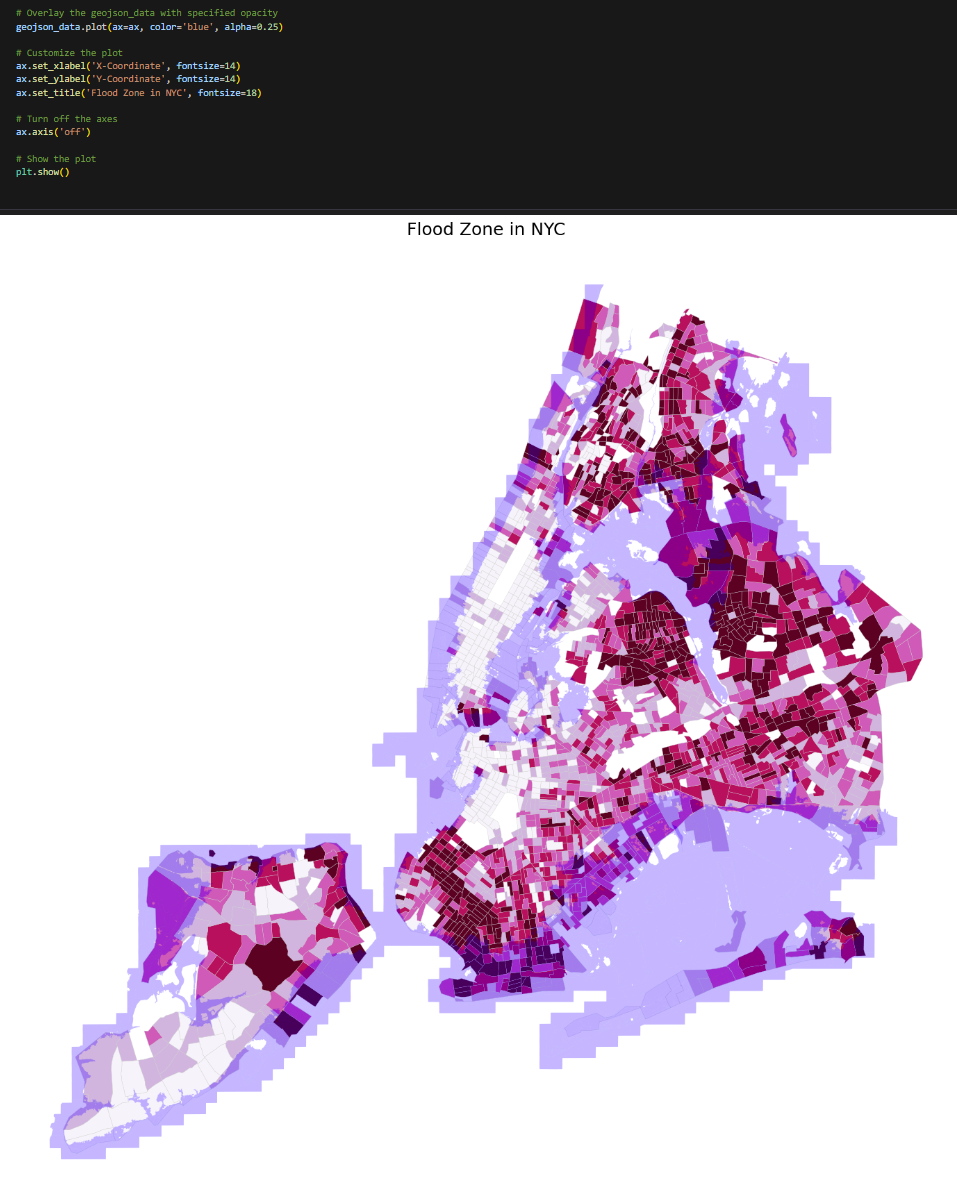 # Overlay the geojson_data with specified opacity
geojson_data.plot(ax=ax, color='blue', alpha=0.25)
# Customize the plot
ax.set_xlabel('X-Coordinate', fontsize=14)
ax.set_ylabel('Y-Coordinate', fontsize=14)
ax.set_title('Flood Zone in NYC', fontsize=18)
# Turn off the axes
ax.axis('off')
# Show the plot
plt.show()
Flood Zone in NYC